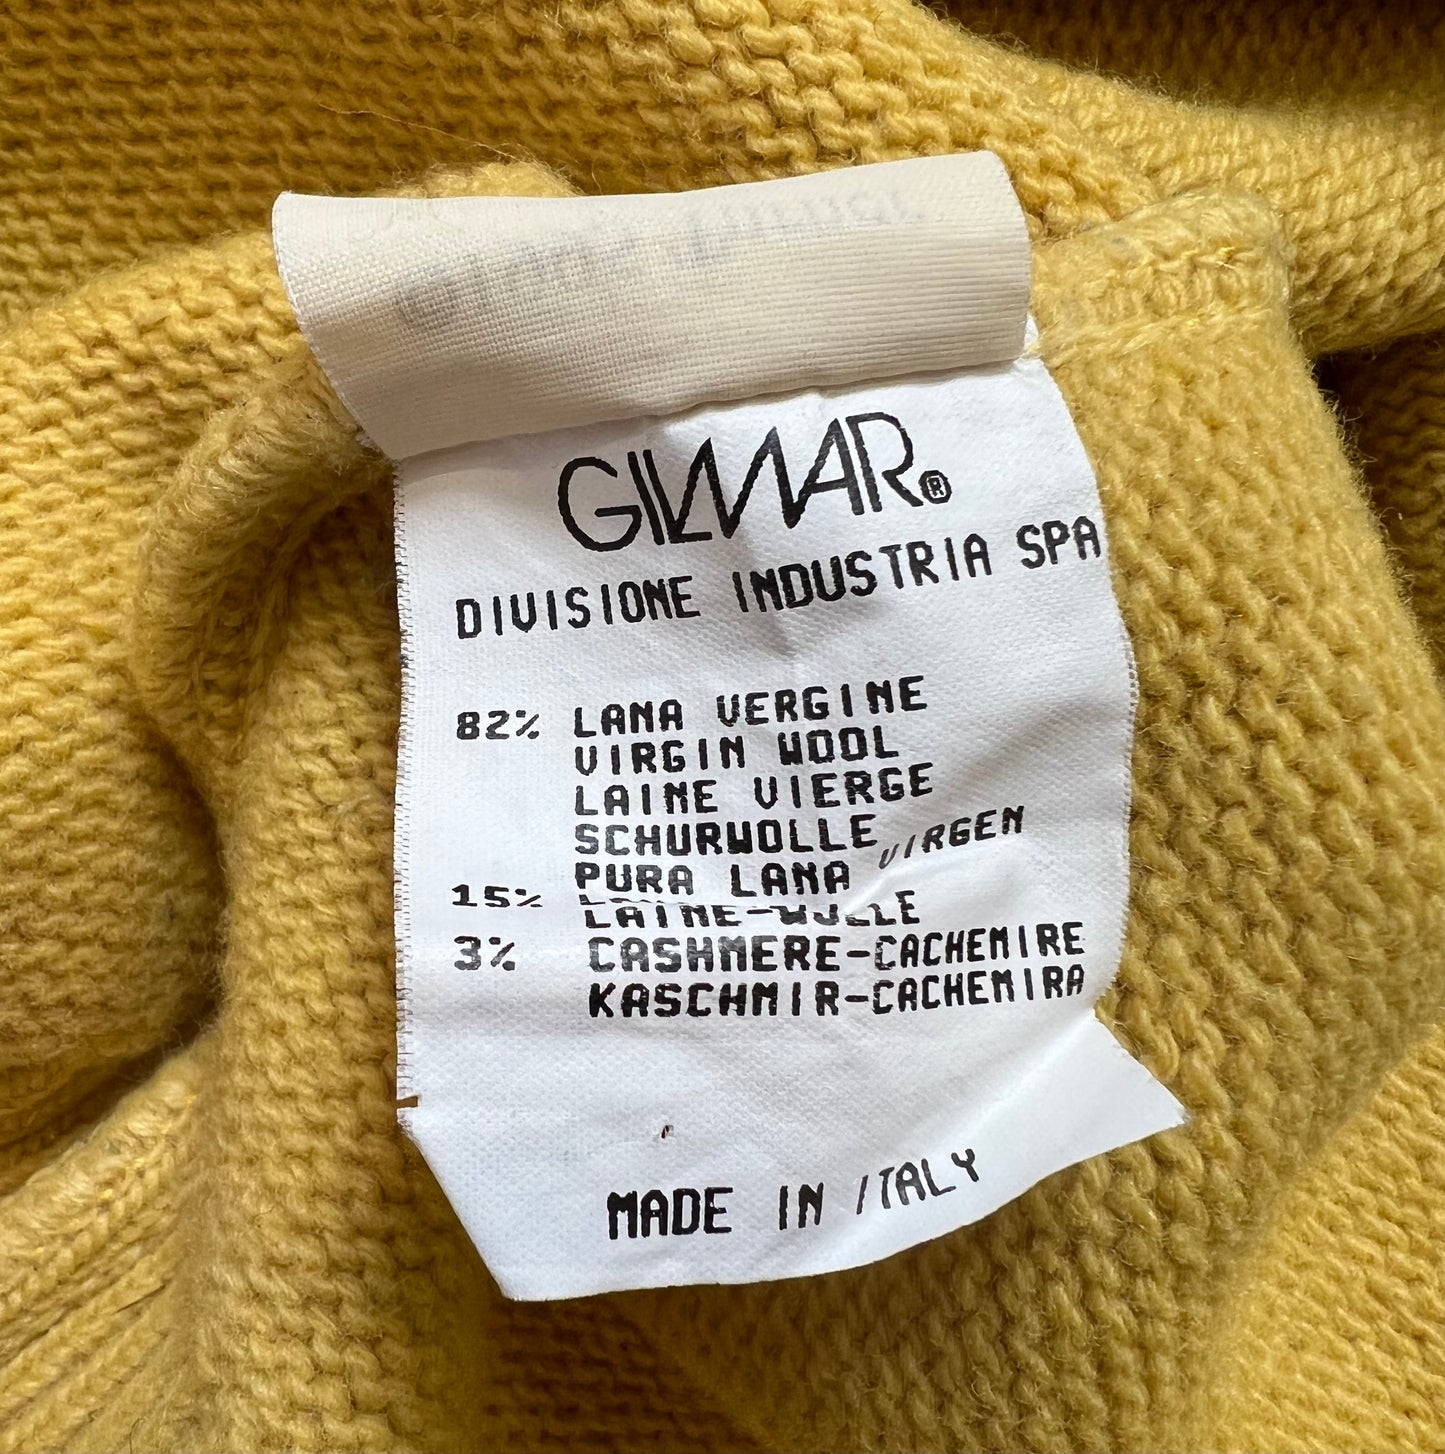 GILMAR®
DIVISIONE INDUSTRIA SPA
82% LANA VERGINE
VIRGIN WOOL
LAINE VIERGE
SCHURWOLLE
PURA LANA VIRGEN
15%
LAINE-WOLLE
3% CASHMERE-CACHEMIRE
KASCHMIR-CACHEMIRA
MADE IN ITALY